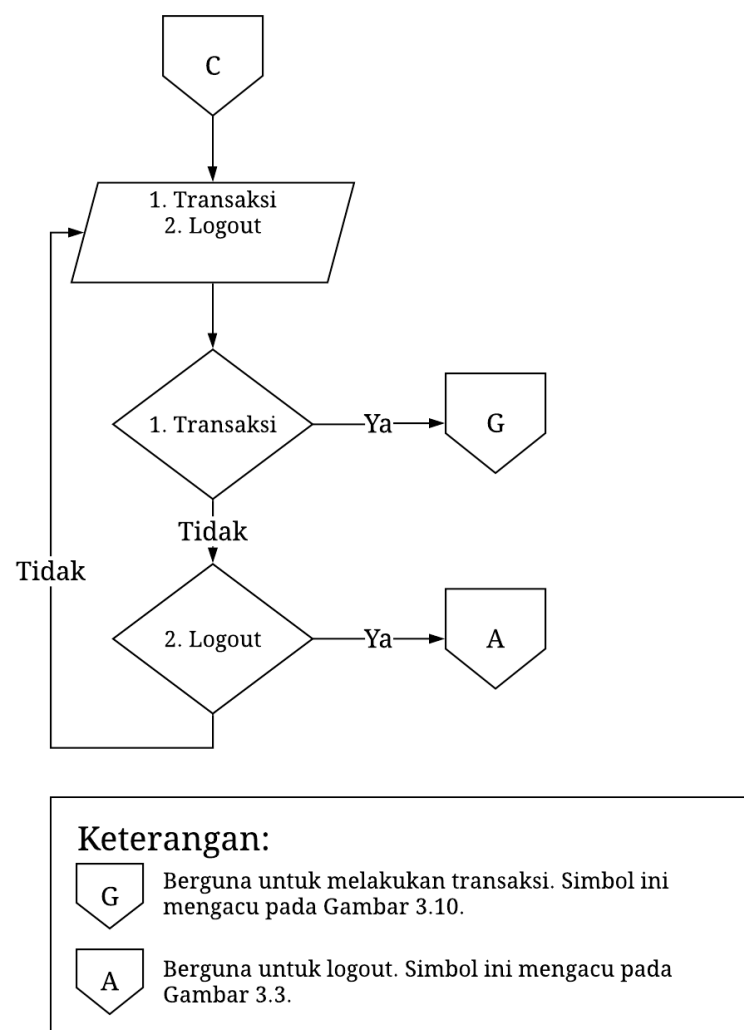 C
1. Transaksi
2. Logout
1. Transaksi
Ya
G
Tidak
Tidak
2. Logout
Ya
A
Keterangan:
G
Berguna untuk melakukan transaksi. Simbol ini
mengacu pada Gambar 3.10.
A
Berguna untuk logout. Simbol ini mengacu pada
Gambar 3.3.